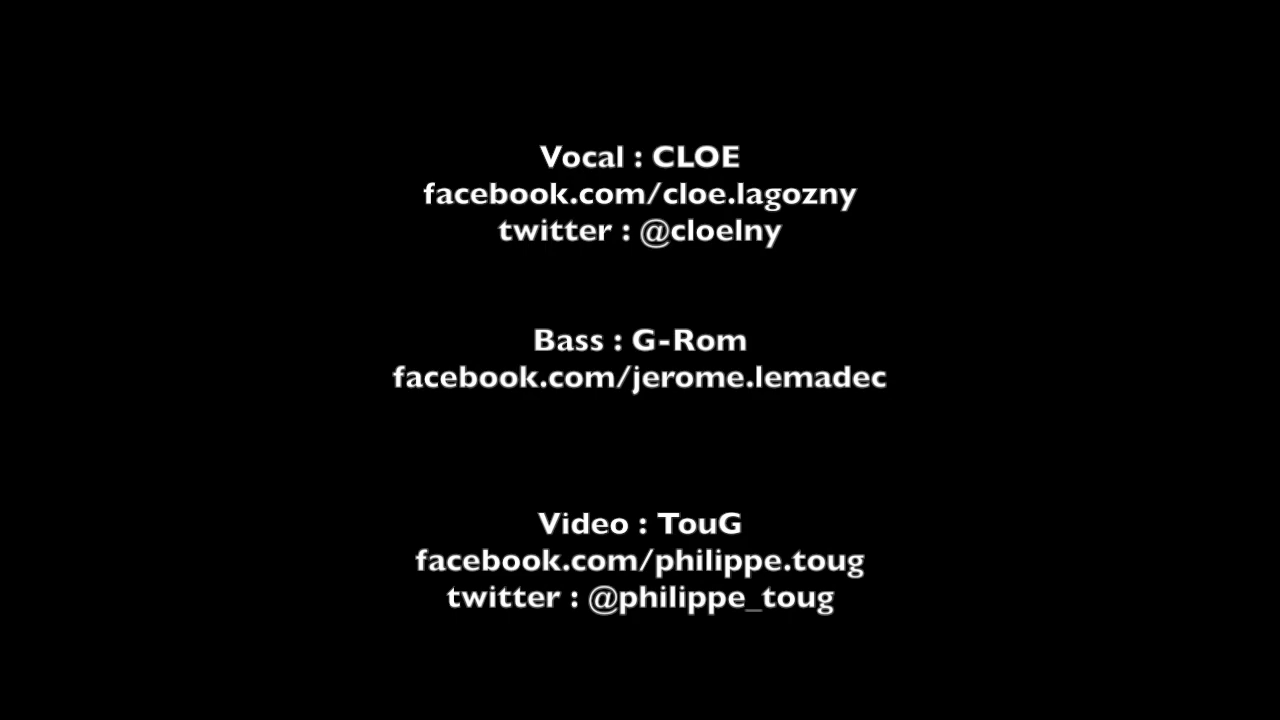 Vocal : CLOE
facebook.com/cloe.lagozny
twitter : @cloelny
Bass : G-Rom
facebook.com/jerome.lemadec
Video : TouG
facebook.com/philippe.toug
twitter : @philippe_toug